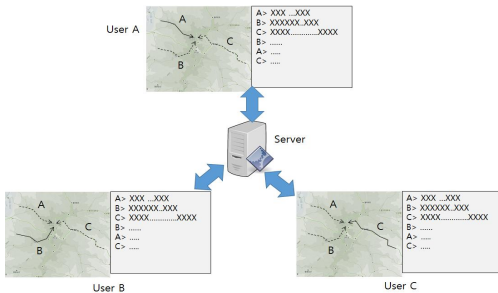 User A
A
B
C
A> XXX ...XXX
B> XXXXXX..XXX
C> XXXX..............XXXX
B> ......
A> .....
C> .....
Server
A
B
C
A> XXX ...XXX
B> XXXXXX..XXX
C> XXXX..............XXXX
B> ......
A> .....
C> .....
User B
A
B
C
A> XXX ...XXX
B> XXXXXX..XXX
C> XXXX..............XXXX
B> ......
A> .....
C> .....
User C